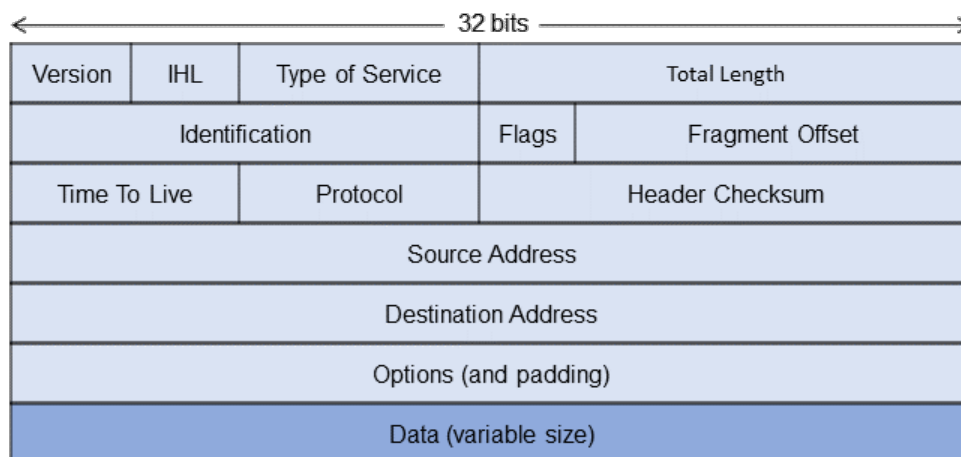 32 bits
Version IHL Type of Service Total Length
Identification Flags Fragment Offset
Time To Live Protocol Header Checksum
Source Address
Destination Address
Options (and padding)
Data (variable size)